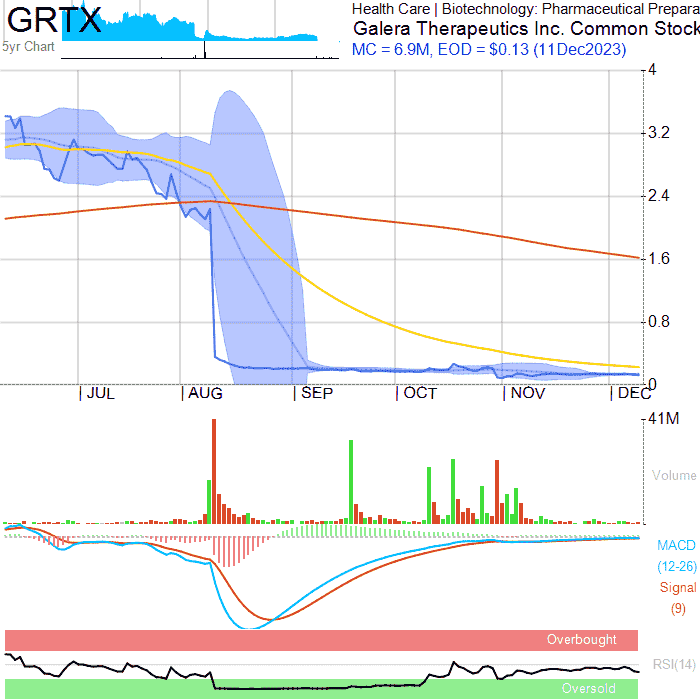 GRTX
Health Care | Biotechnology: Pharmaceutical Prepara
Galera Therapeutics Inc. Common Stock
MC = 6.9M, EOD = $0.13 (11Dec2023)
5yr Chart
4
3.2
2.4
1.6
0.8
0
JUL AUG SEP OCT NOV DEC
41M
Volume
MACD
(12-26)
Signal
(9)
Overbought
RSI(14)
Oversold